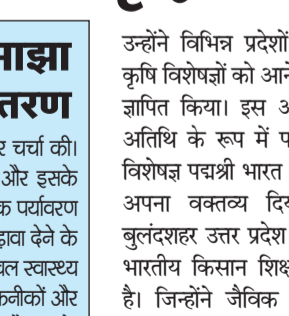 माझा
तरण
र चर्चा की।
और इसके
क पर्यावरण
ावा देने के
वल स्वास्थ्य
कनीकों और
उन्होंने विभिन्न प्रदेशों
कृषि विशेषज्ञों को आने
ज्ञापित किया। इस अ
अतिथि के रूप में प
विशेषज्ञ पद्मश्री भारत
अपना वक्तव्य दिय
बुलंदशहर उत्तर प्रदेश
भारतीय किसान शिक्ष
है। जिन्होंने जैविक